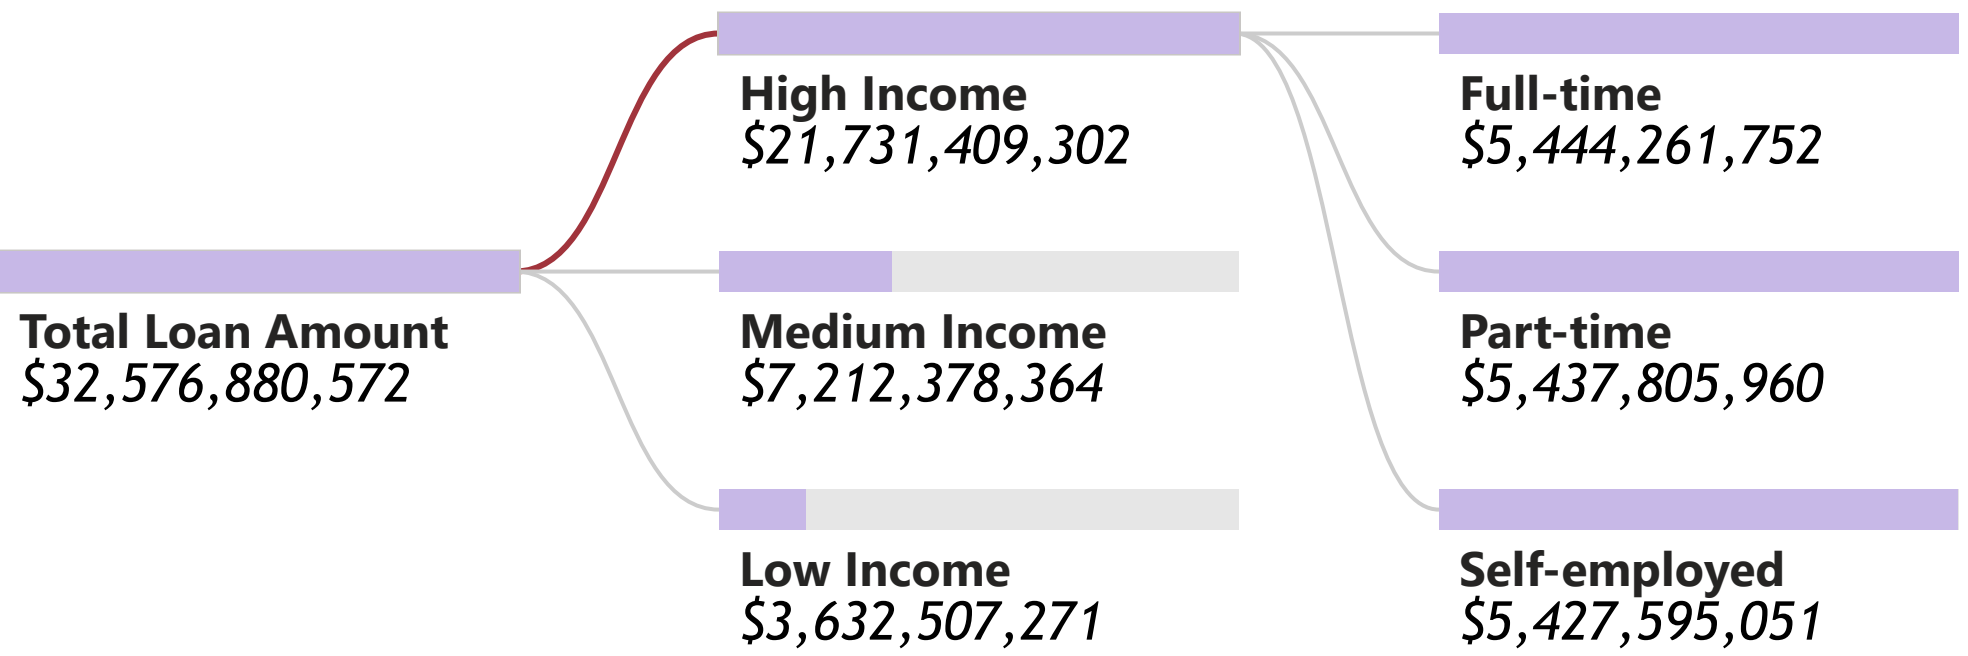 Total Loan Amount
$32,576,880,572
High Income
$21,731,409,302
Medium Income
$7,212,378,364
Low Income
$3,632,507,271
Full-time
$5,444,261,752
Part-time
$5,437,805,960
Self-employed
$5,427,595,051